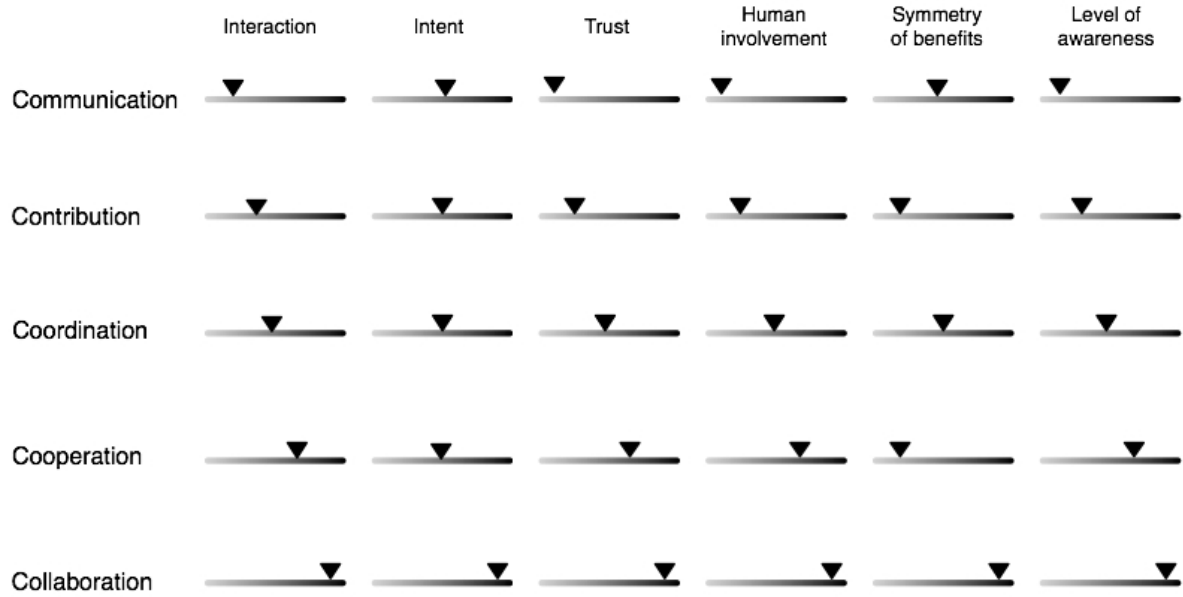 Interaction
Intent
Trust
Human
involvement
Symmetry
of benefits
Level of
awareness
Communication
Contribution
Coordination
Cooperation
Collaboration